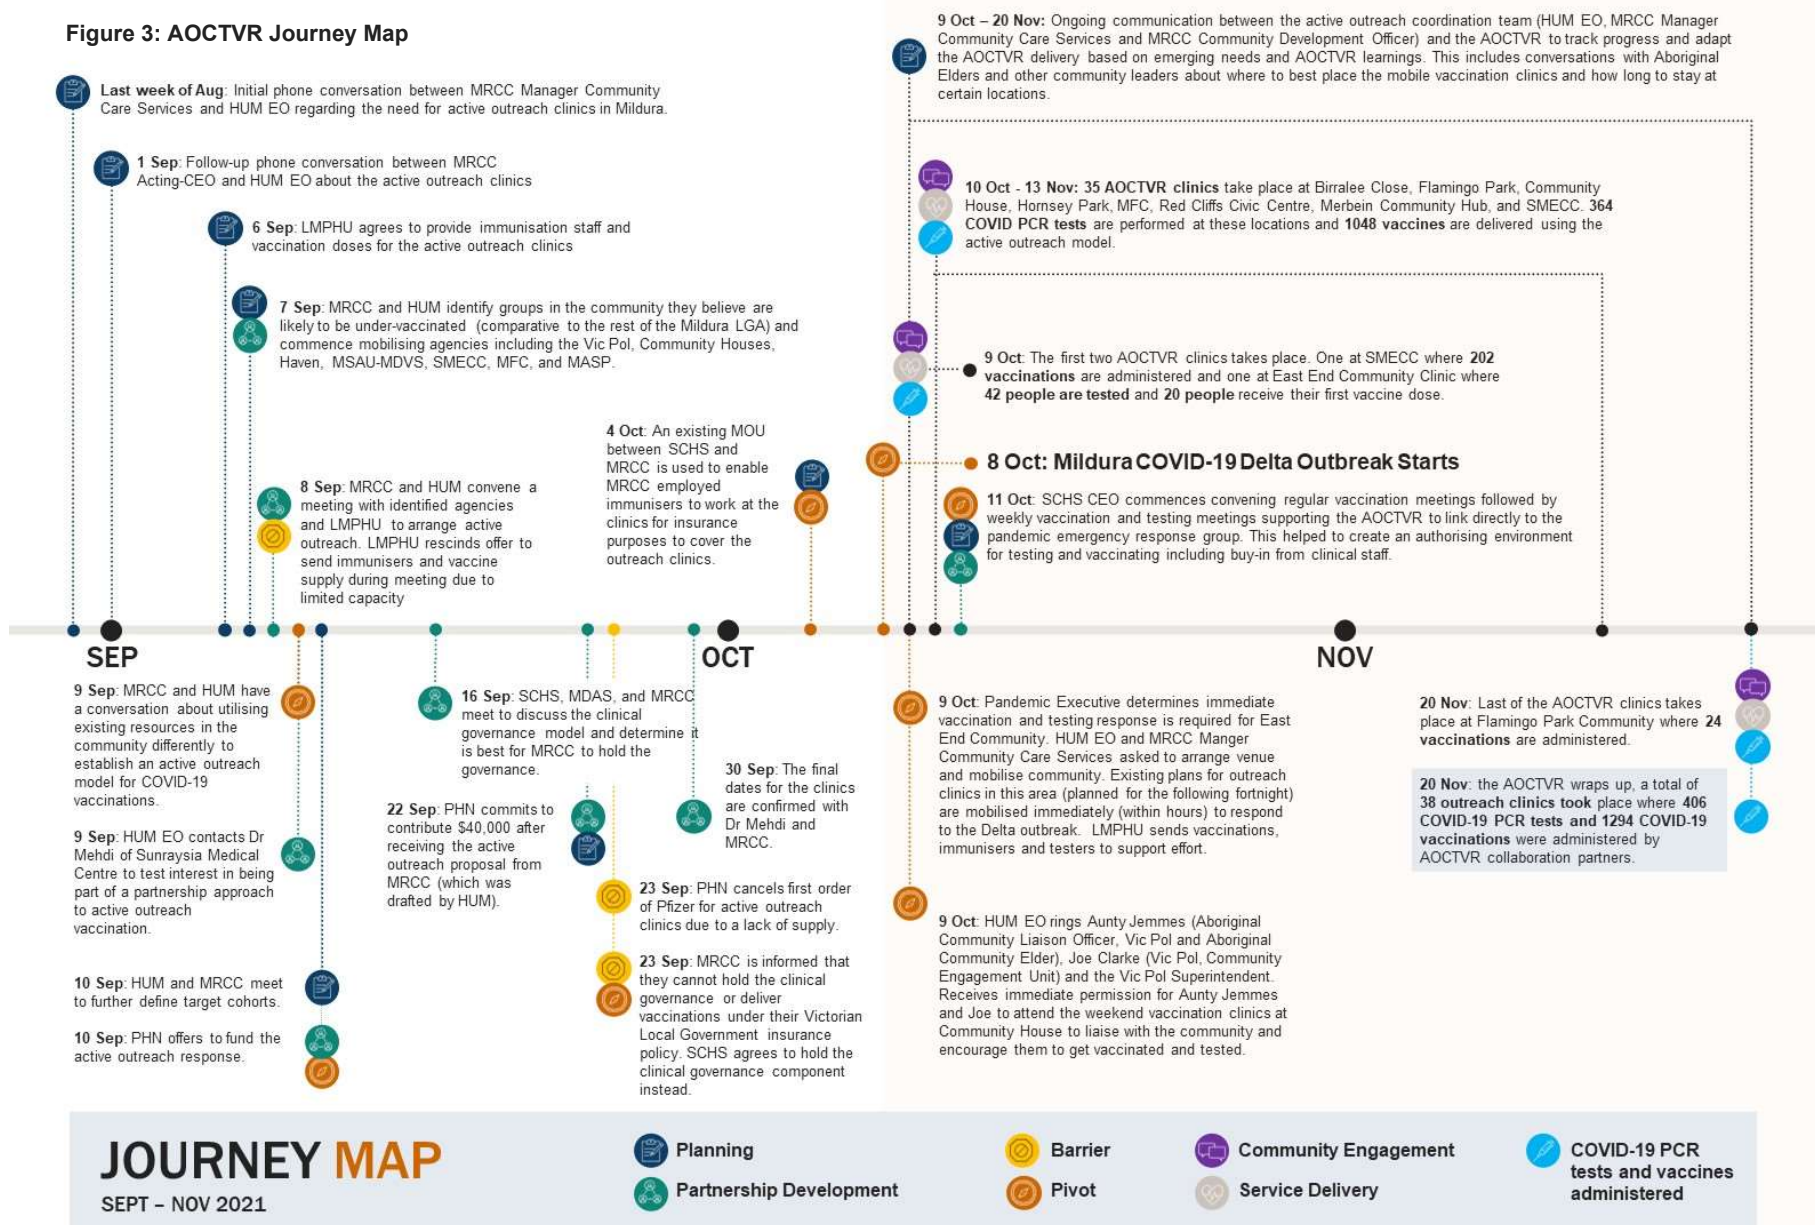 Figure 3: AOCTVR Journey Map
Last week of Aug: Initial phone conversation between MRCC Manager Community
Care Services and HUM EO regarding the need for active outreach clinics in Mildura.
1 Sep: Follow-up phone conversation between MRCC
Acting-CEO and HUM EO about the active outreach clinics
6 Sep: LMPHU agrees to provide immunisation staff and
vaccination doses for the active outreach clinics
7 Sep: MRCC and HUM identify groups in the community they believe are
likely to be under-vaccinated (comparative to the rest of the Mildura LGA) and
commence mobilising agencies including the Vic Pol, Community Houses,
Haven, MSAU-MDVS, SMECC, MFC, and MASP.
8 Sep: MRCC and HUM convene a
meeting with identified agencies
and LMPHU to arrange active
outreach. LMPHU rescinds offer to
send immunisers and vaccine
supply during meeting due to
limited capacity
4 Oct: An existing MOU
between SCHS and
MRCC is used to enable
MRCC employed
immunisers to work at the
clinics for insurance
purposes to cover the
outreach clinics.
9 Oct – 20 Nov: Ongoing communication between the active outreach coordination team (HUM EO, MRCC Manager
Community Care Services and MRCC Community Development Officer) and the AOCTVR to track progress and adapt
the AOCTVR delivery based on emerging needs and AOCTVR learnings. This includes conversations with Aboriginal
Elders and other community leaders about where to best place the mobile vaccination clinics and how long to stay at
certain locations.
10 Oct - 13 Nov: 35 AOCTVR clinics take place at Birralee Close, Flamingo Park, Community
House, Hornsey Park, MFC, Red Cliffs Civic Centre, Merbein Community Hub, and SMECC. 364
COVID PCR tests are performed at these locations and 1048 vaccines are delivered using the
active outreach model.
9 Oct: The first two AOCTVR clinics takes place. One at SMECC where 202
vaccinations are administered and one at East End Community Clinic where
42 people are tested and 20 people receive their first vaccine dose.
8 Oct: Mildura COVID-19 Delta Outbreak Starts
11 Oct: SCHS CEO commences convening regular vaccination meetings followed by
weekly vaccination and testing meetings supporting the AOCTVR to link directly to the
pandemic emergency response group. This helped to create an authorising environment
for testing and vaccinating including buy-in from clinical staff.
SEP
OCT
NOV
9 Sep: MRCC and HUM have
a conversation about utilising
existing resources in the
community differently to
establish an active outreach
model for COVID-19
vaccinations.
9 Sep: HUM EO contacts Dr
Mehdi of Sunraysia Medical
Centre to test interest in being
part of a partnership approach
to active outreach
vaccination.
10 Sep: HUM and MRCC meet
to further define target cohorts.
10 Sep: PHN offers to fund the
active outreach response.
16 Sep: SCHS, MDAS, and MRCC
meet to discuss the clinical
governance model and determine it
is best for MRCC to hold the
governance.
22 Sep: PHN commits to
contribute $40,000 after
receiving the active
outreach proposal from
MRCC (which was
drafted by HUM).
30 Sep: The final
dates for the clinics
are confirmed with
Dr Mehdi and
MRCC.
23 Sep: PHN cancels first order
of Pfizer for active outreach
clinics due to a lack of supply.
23 Sep: MRCC is informed that
they cannot hold the clinical
governance or deliver
vaccinations under their Victorian
Local Government insurance
policy. SCHS agrees to hold the
clinical governance component
instead.
9 Oct: Pandemic Executive determines immediate
vaccination and testing response is required for East
End Community. HUM EO and MRCC Manger
Community Care Services asked to arrange venue
and mobilise community. Existing plans for outreach
clinics in this area (planned for the following fortnight)
are mobilised immediately (within hours) to respond
to the Delta outbreak. LMPHU sends vaccinations,
immunisers and testers to support effort.
9 Oct: HUM EO rings Aunty Jemmes (Aboriginal
Community Liaison Officer, Vic Pol and Aboriginal
Community Elder), Joe Clarke (Vic Pol, Community
Engagement Unit) and the Vic Pol Superintendent.
Receives immediate permission for Aunty Jemmes
and Joe to attend the weekend vaccination clinics at
Community House to liaise with the community and
encourage them to get vaccinated and tested.
20 Nov: Last of the AOCTVR clinics takes
place at Flamingo Park Community where 24
vaccinations are administered.
20 Nov: the AOCTVR wraps up, a total of
38 outreach clinics took place where 406
COVID-19 PCR tests and 1294 COVID-19
vaccinations were administered by
AOCTVR collaboration partners.
JOURNEY MAP
SEPT – NOV 2021
Planning
Partnership Development
Barrier
Pivot
Community Engagement
Service Delivery
COVID-19 PCR
tests and vaccines
administered